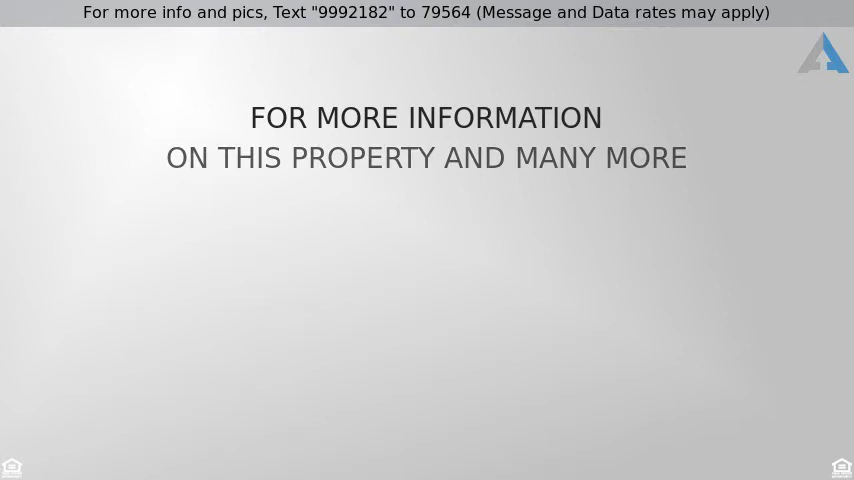 For more info and pics, Text "9992182" to 79564 (Message and Data rates may apply)
FOR MORE INFORMATION
ON THIS PROPERTY AND MANY MORE